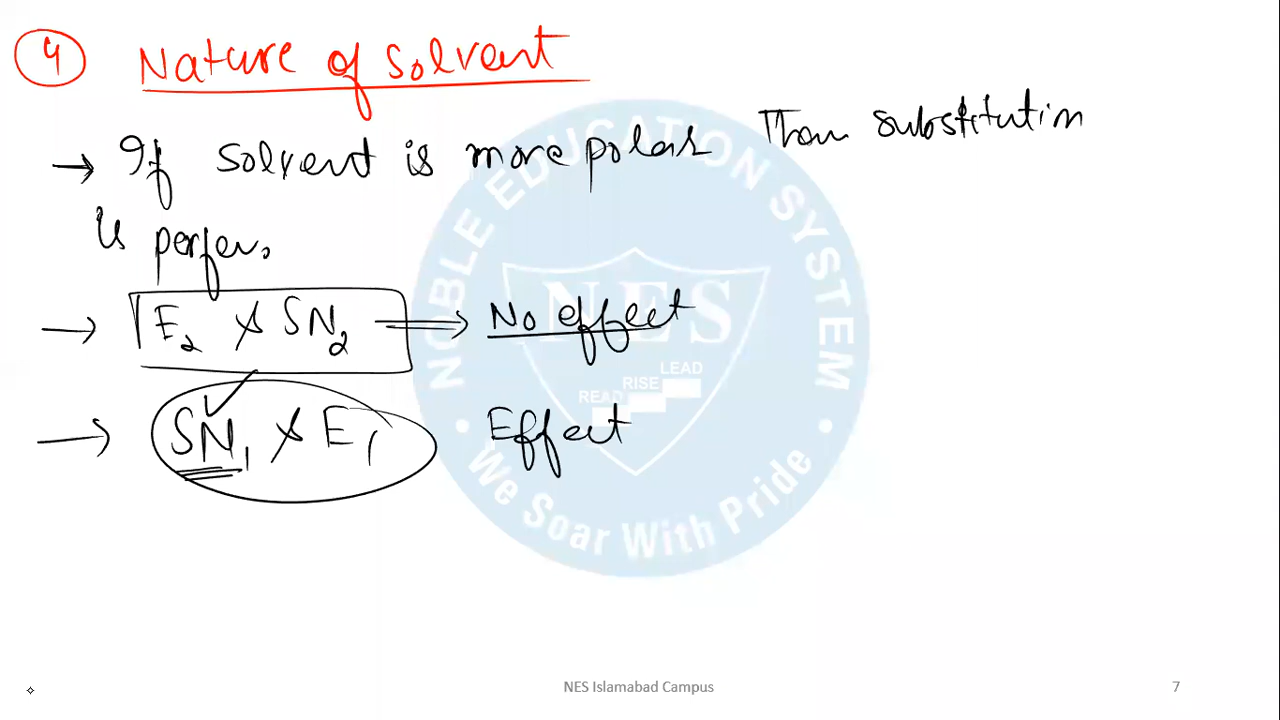 4 Nature of Solvent
→ If solvent is more polar Than substitution
is perfer.
→ E2 & SN2 ⟹ No effect
→ SN1 & E1 Effect
NOBLE EDUCATION SYSTEM
NES
LEAD
RISE
READ
We Soar With Pride
NES Islamabad Campus 7